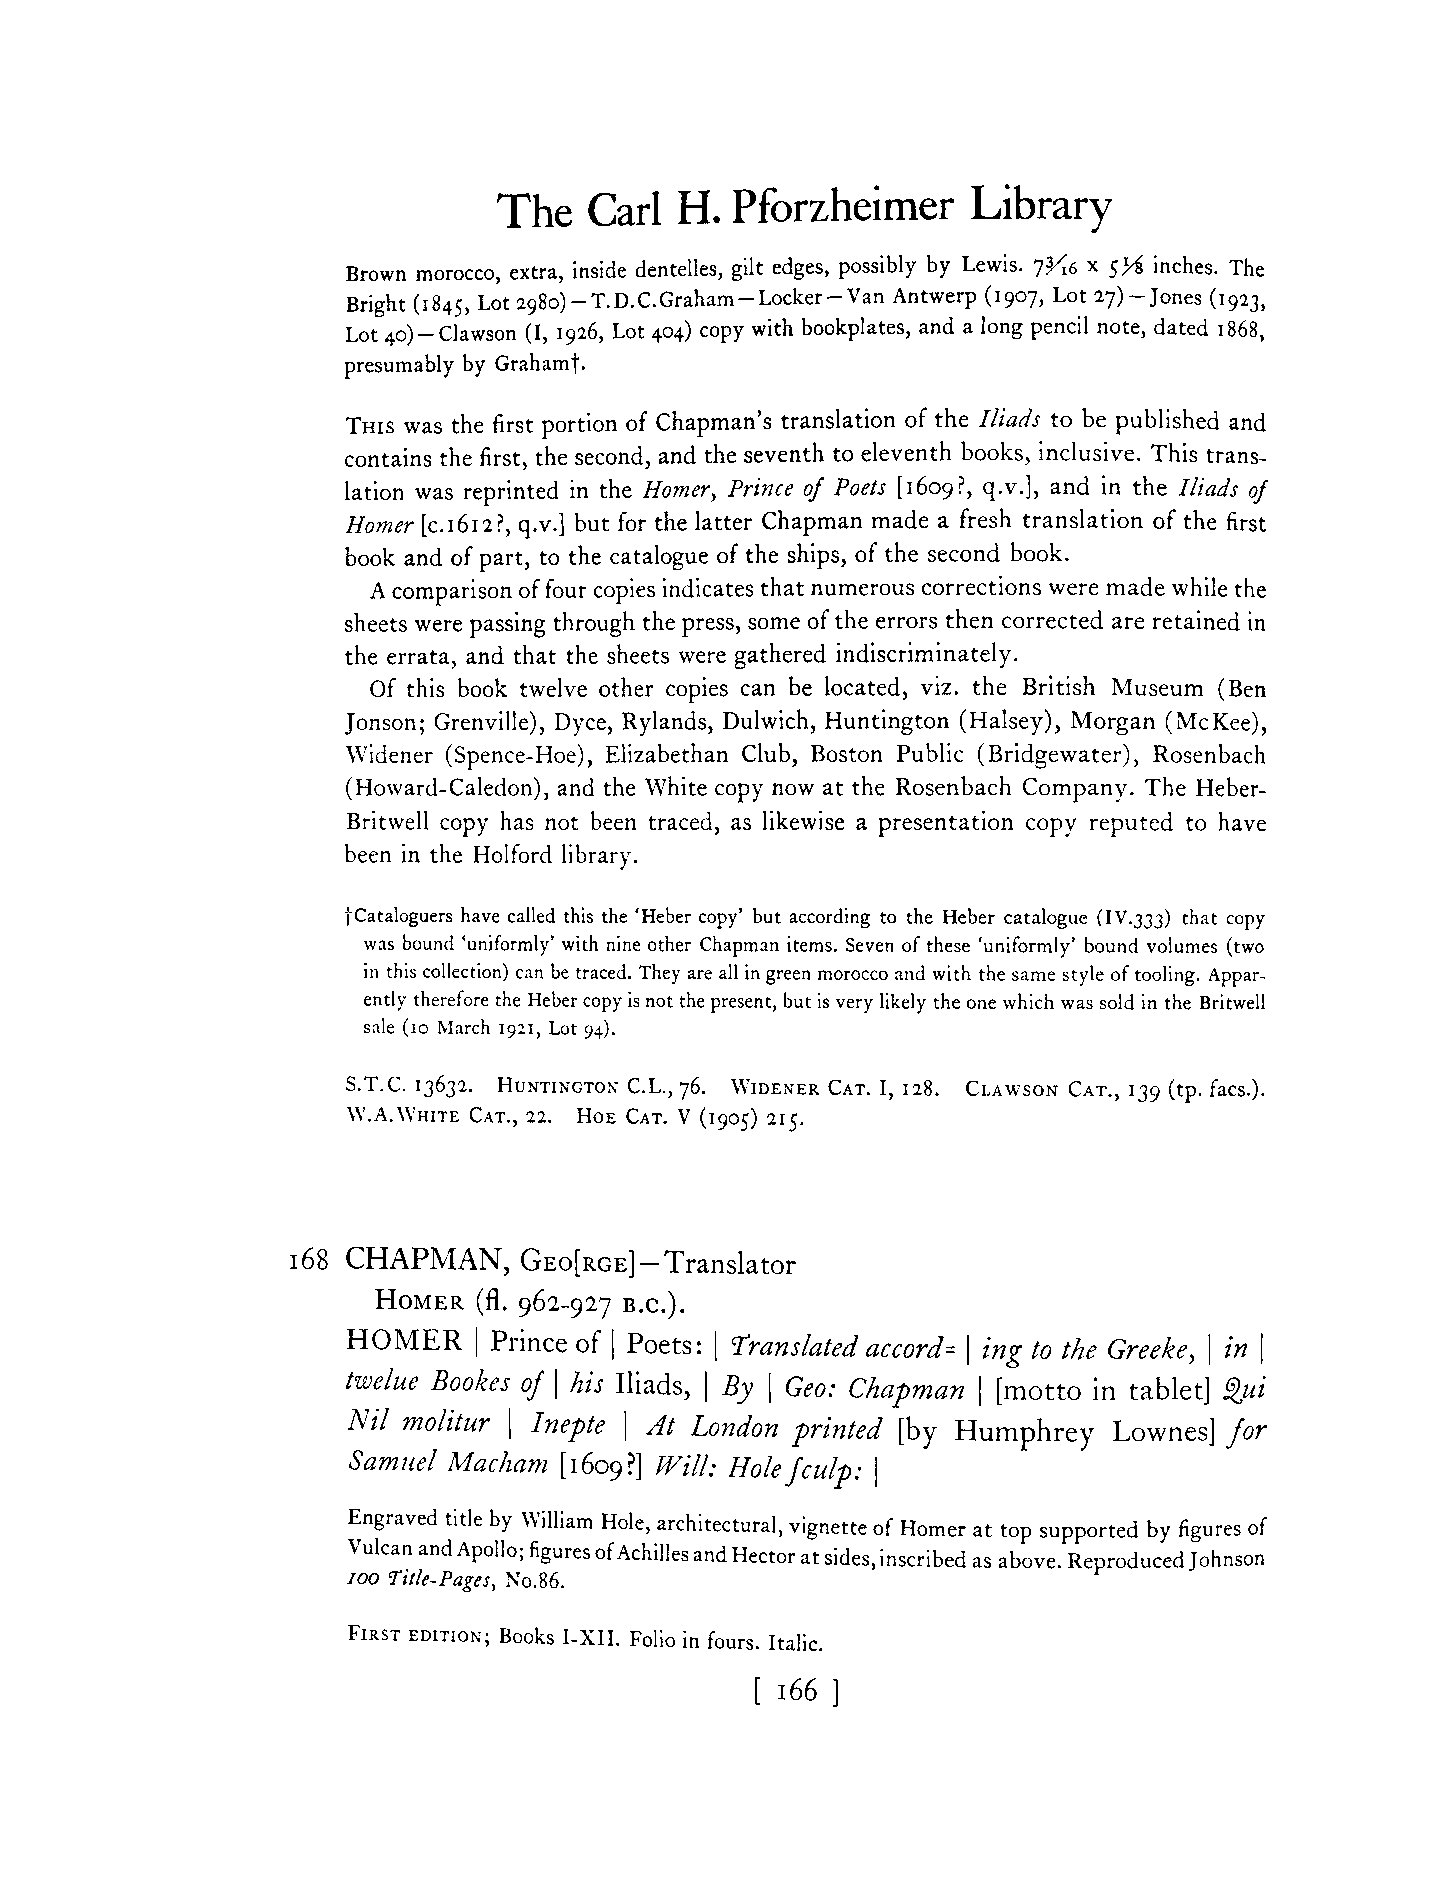 The Carl H. Pforzheimer Library
Brown morocco, extra, inside dentelles, gilt edges, possibly by Lewis. 7 3/16 x 5 1/8 inches. The
Bright (1845, Lot 2980)—T.D.C.Graham—Locker—Van Antwerp (1907, Lot 27)—Jones (1923,
Lot 40)—Clawson (I, 1926, Lot 404) copy with bookplates, and a long pencil note, dated 1868,
presumably by Graham†.
THIS was the first portion of Chapman's translation of the Iliads to be published and
contains the first, the second, and the seventh to eleventh books, inclusive. This trans-
lation was reprinted in the Homer, Prince of Poets [1609?, q.v.], and in the Iliads of
Homer [c.1612?, q.v.] but for the latter Chapman made a fresh translation of the first
book and of part, to the catalogue of the ships, of the second book.
A comparison of four copies indicates that numerous corrections were made while the
sheets were passing through the press, some of the errors then corrected are retained in
the errata, and that the sheets were gathered indiscriminately.
Of this book twelve other copies can be located, viz. the British Museum (Ben
Jonson; Grenville), Dyce, Rylands, Dulwich, Huntington (Halsey), Morgan (McKee),
Widener (Spence-Hoe), Elizabethan Club, Boston Public (Bridgewater), Rosenbach
(Howard-Caledon), and the White copy now at the Rosenbach Company. The Heber-
Britwell copy has not been traced, as likewise a presentation copy reputed to have
been in the Holford library.
†Cataloguers have called this the 'Heber copy' but according to the Heber catalogue (IV.333) that copy
was bound 'uniformly' with nine other Chapman items. Seven of these 'uniformly' bound volumes (two
in this collection) can be traced. They are all in green morocco and with the same style of tooling. Appar-
ently therefore the Heber copy is not the present, but is very likely the one which was sold in the Britwell
sale (10 March 1921, Lot 94).
S.T.C. 13632. HUNTINGTON C.L., 76. WIDENER CAT. I, 128. CLAWSON CAT., 139 (tp. facs.).
W.A.WHITE CAT., 22. HOE CAT. V (1905) 215.
168 CHAPMAN, GEO[RGE]—Translator
HOMER (fl. 962-927 B.C.).
HOMER | Prince of | Poets: | Translated accord= | ing to the Greeke, | in |
twelue Bookes of | his Iliads, | By | Geo: Chapman | [motto in tablet] Qui
Nil molitur | Inepte | At London printed [by Humphrey Lownes] for
Samuel Macham [1609?] Will: Hole ſculp: |
Engraved title by William Hole, architectural, vignette of Homer at top supported by figures of
Vulcan and Apollo; figures of Achilles and Hector at sides, inscribed as above. Reproduced Johnson
100 Title-Pages, No.86.
FIRST EDITION; Books I-XII. Folio in fours. Italic.
[ 166 ]